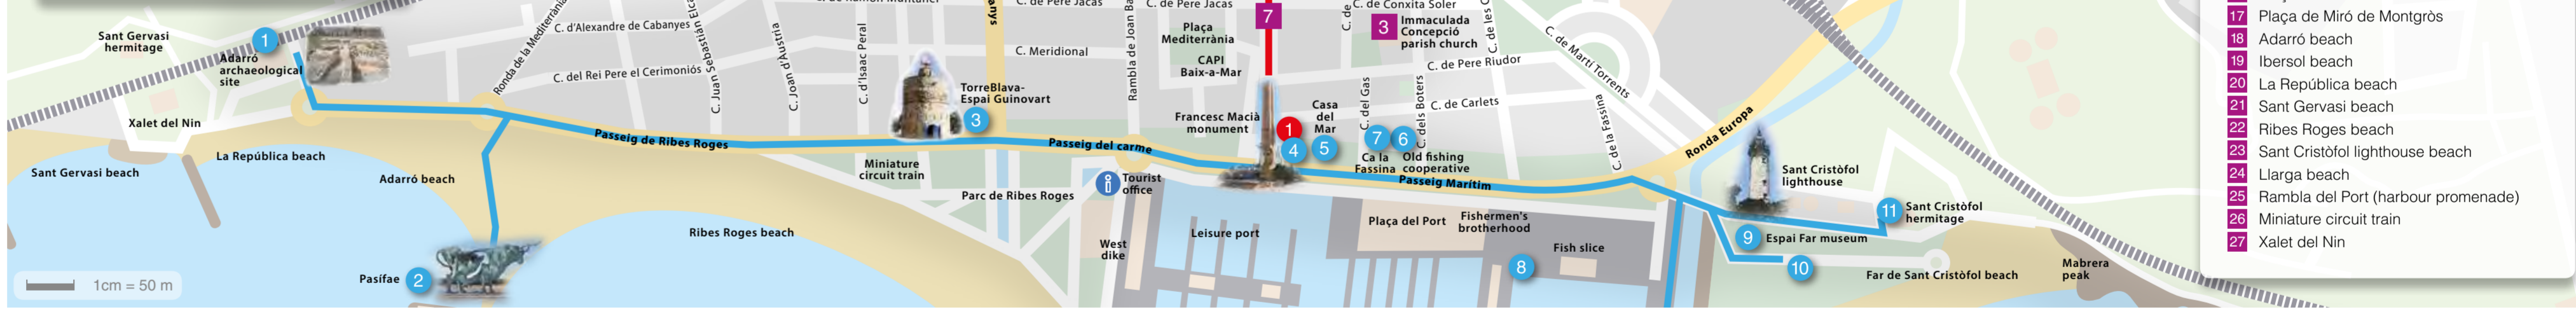 C. de Pere Jacas
C. de Pere Jacas
C. de Conxita Soler
7
3
Immaculada
Concepció
parish church
Sant Gervasi
hermitage
1
Adarró
archaeological
site
Ronda de la Mediterrània
C. d'Alexandre de Cabanyes
C. del Rei Pere el Cerimoniós
C. Joan d'Àustria
C. d'Isaac Peral
C. Meridional
Plaça
Mediterrània
CAPI
Baix-a-Mar
C. de Pere Riudor
C. de Martí Torrents
C. del Gas
C. dels Boters
C. de Carlets
C. de la Fassina
Ronda Europa
TorreBlava-
Espai Guinovart
3
Xalet del Nin
Passeig de Ribes Roges
Passeig del carme
Passeig Marítim
Francesc Macià
monument
1
4
Casa
del
Mar
5
7
6
Ca la
Fassina
Old fishing
cooperative
Sant Gervasi beach
La República beach
Adarró beach
Miniature
circuit train
Parc de Ribes Roges
Tourist
office
Ribes Roges beach
West
dike
Leisure port
Plaça del Port
Fishermen's
brotherhood
Fish slice
8
Sant Cristòfol
lighthouse
11
Sant Cristòfol
hermitage
9
Espai Far museum
10
Far de Sant Cristòfol beach
Mabrera
peak
Pasífae
2
1cm = 50 m
17 Plaça de Miró de Montgròs
18 Adarró beach
19 Ibersol beach
20 La República beach
21 Sant Gervasi beach
22 Ribes Roges beach
23 Sant Cristòfol lighthouse beach
24 Llarga beach
25 Rambla del Port (harbour promenade)
26 Miniature circuit train
27 Xalet del Nin